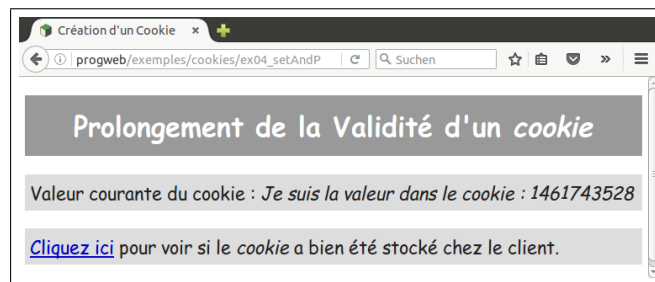 Création d'un Cookie
progweb/exemples/cookies/ex04_setAndP
Suchen
Prolongement de la Validité d'un cookie
Valeur courante du cookie : Je suis la valeur dans le cookie : 1461743528
Cliquez ici pour voir si le cookie a bien été stocké chez le client.